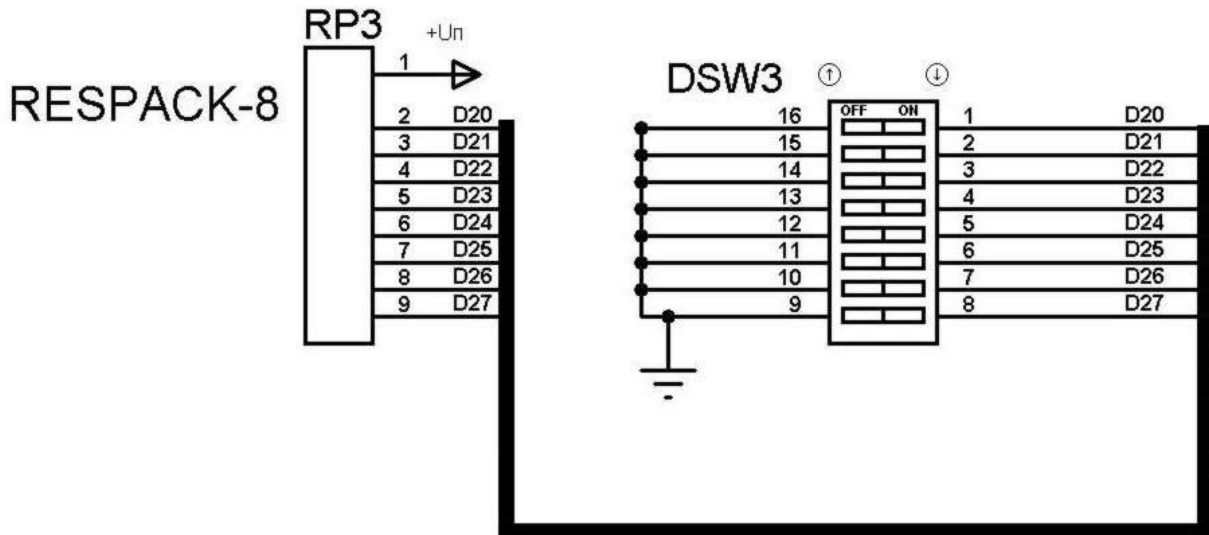 RP3
+Uп
1
RESPACK-8
2 D20
3 D21
4 D22
5 D23
6 D24
7 D25
8 D26
9 D27
DSW3 ↑ ↓
OFF ON
16 1 D20
15 2 D21
14 3 D22
13 4 D23
12 5 D24
11 6 D25
10 7 D26
9 8 D27